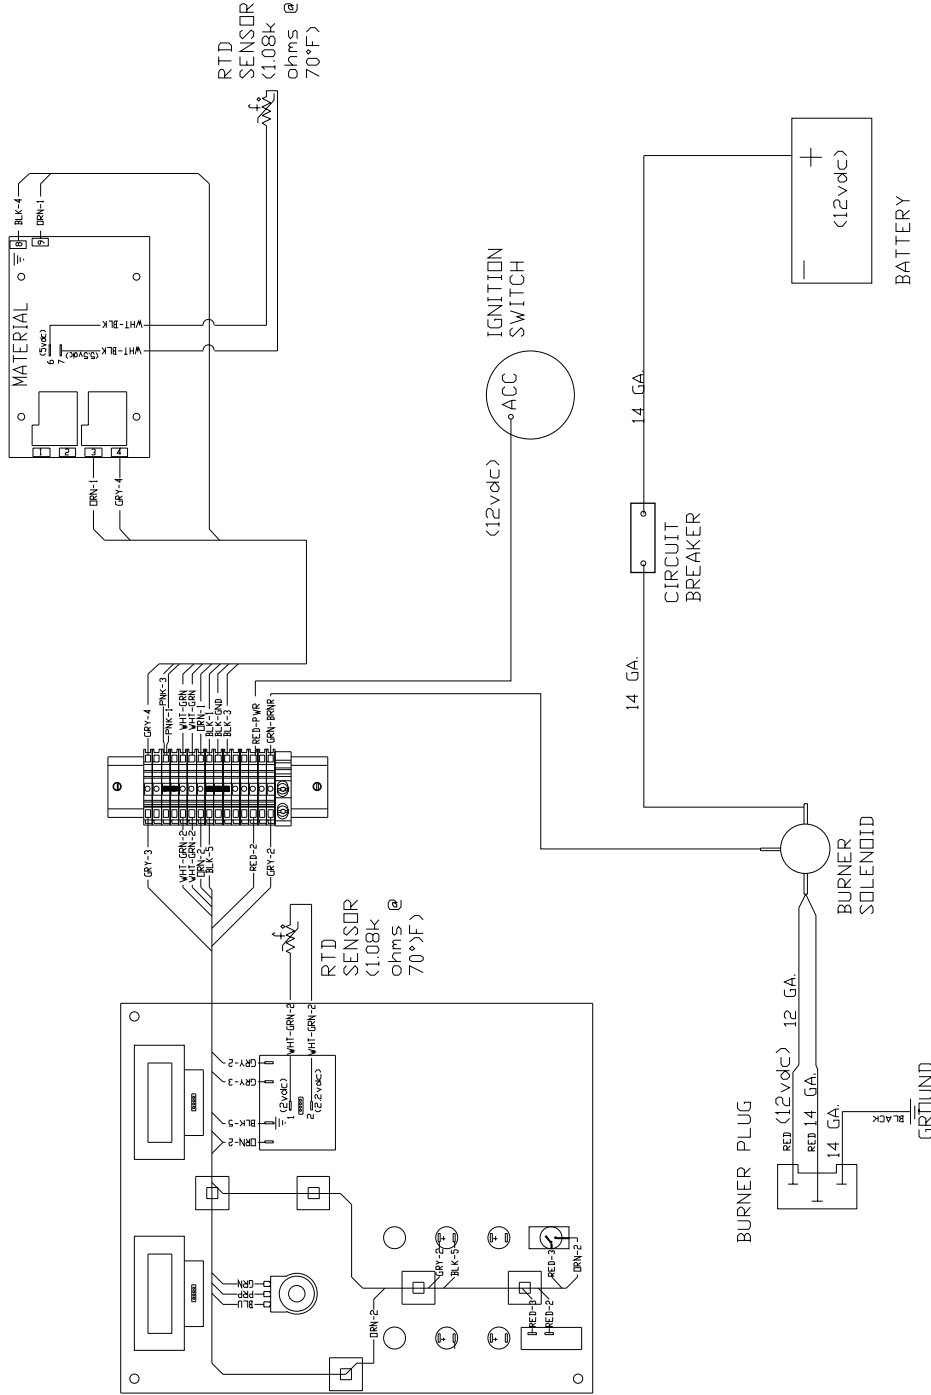 RTD
SENSOR
(1.08k
ohms @
70°F)
BLK-4
ORN-1
8
9
MATERIAL
(5vdc)
6
7
(5.5vdc)
WHT-BLK
WHT-BLK
1
2
3
4
ORN-1
GRY-4
IGNITION
SWITCH
ACC
(12vdc)
+
−
(12vdc)
BATTERY
14 GA.
CIRCUIT
BREAKER
14 GA.
GRY-4
PNK-3
PNK-1
WHT-GRN
WHT-GRN
ORN-1
BLK-1
BLK-GND
BLK-3
RED-PWR
GRN-BRNR
GRY-3
WHT-GRN-2
WHT-GRN-2
ORN-2
BLK-5
RED-2
GRY-2
BURNER
SOLENOID
RTD
SENSOR
(1.08K
ohms @
70°)F)
WHT-GRN-2
WHT-GRN-2
GRY-2
GRY-3
BLK-5
ORN-2
(2vdc)
1
2
(2.2vdc)
12 GA.
RED
(12vdc)
RED
14 GA.
14 GA.
BLACK
GROUND
BURNER PLUG
GRN
PRP
BLU
GRY-2
BLK-5
RED-3
ORN-2
ORN-2
RED-3
RED-2